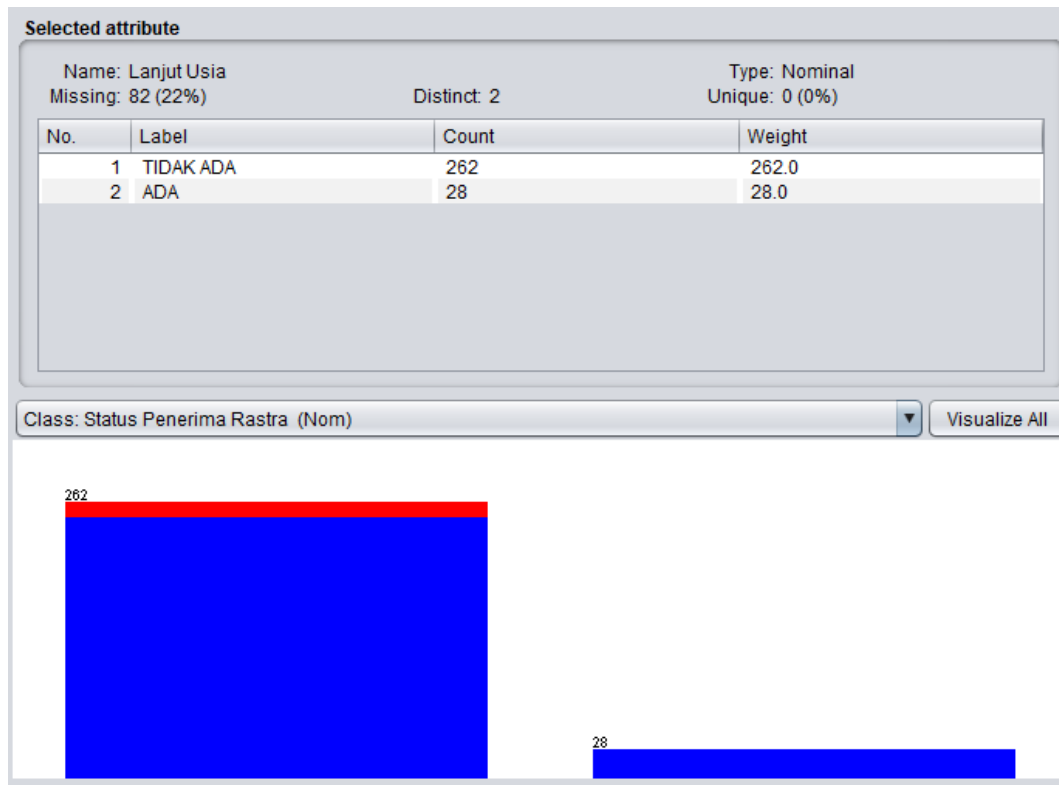 Selected attribute
Name: Lanjut Usia Type: Nominal
Missing: 82 (22%) Distinct: 2 Unique: 0 (0%)
No. Label Count Weight
1 TIDAK ADA 262 262.0
2 ADA 28 28.0
Class: Status Penerima Rastra (Nom) Visualize All
262
28